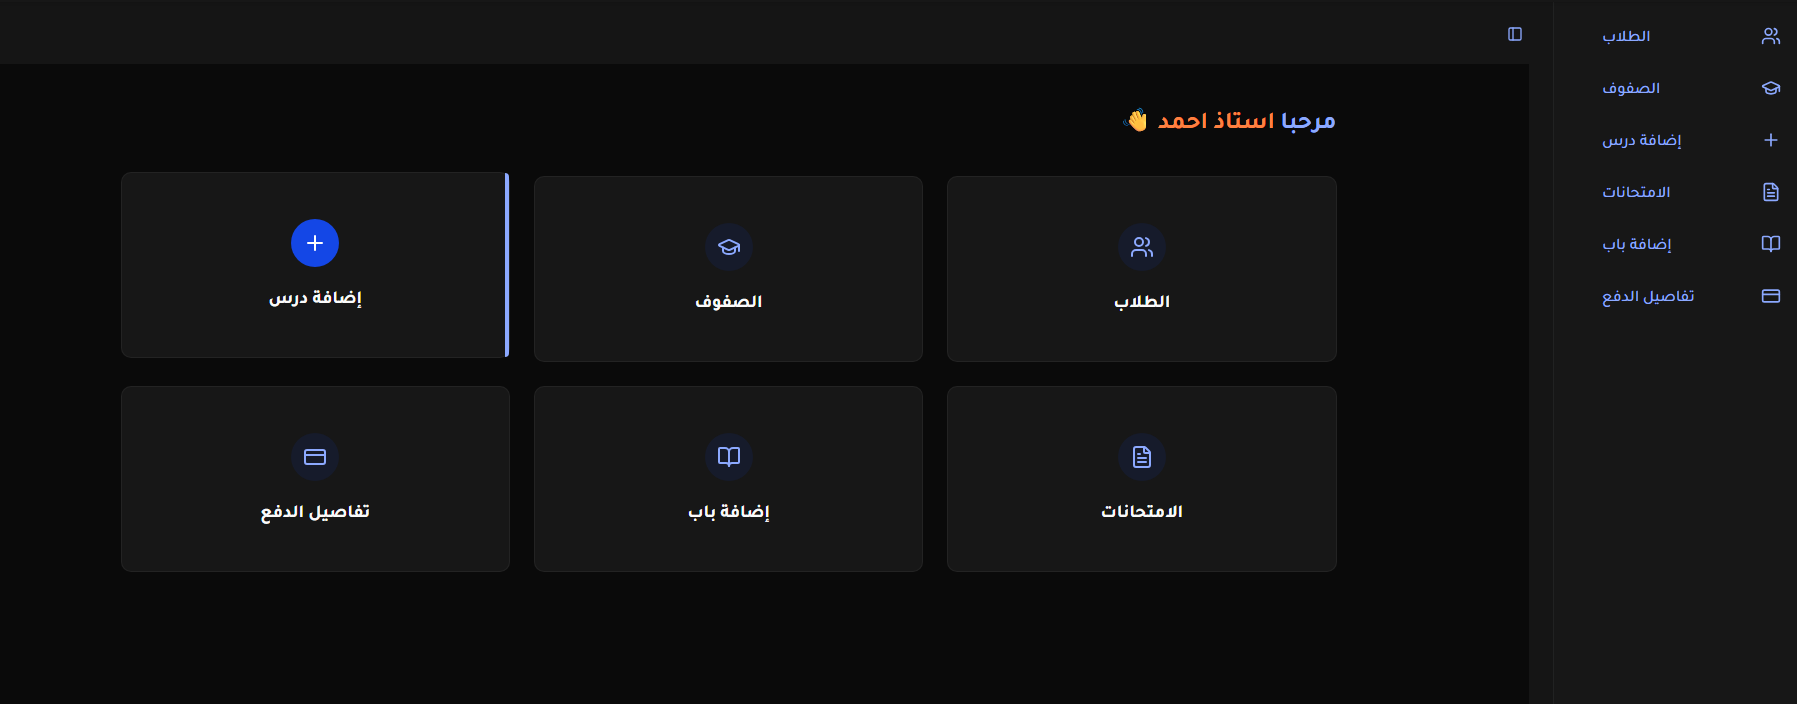 الطلاب
الصفوف
إضافة درس
الامتحانات
إضافة باب
تفاصيل الدفع
مرحبا استاذ احمد 👋
الطلاب
الصفوف
إضافة درس
الامتحانات
إضافة باب
تفاصيل الدفع